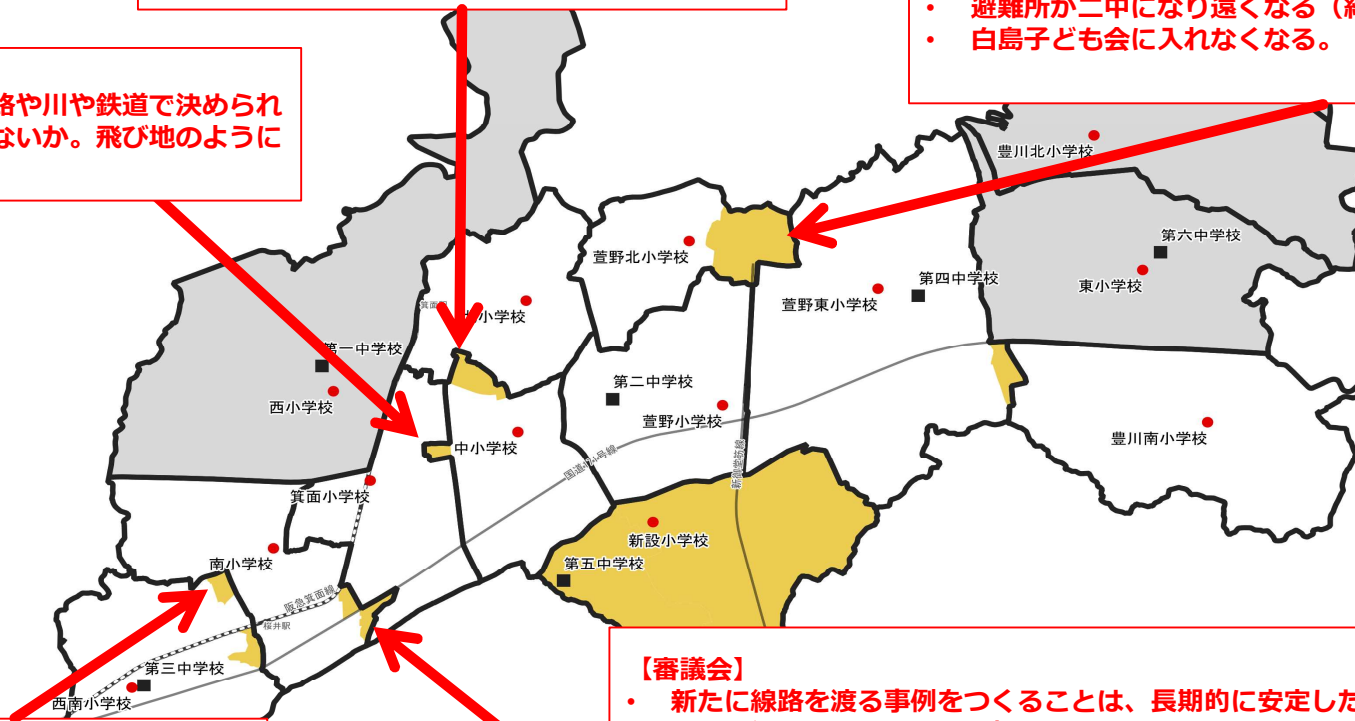 • 避難所が二中になり遠くなる（
• 白島子ども会に入れなくなる。
路や川や鉄道で決められ
ないか。飛び地のように
豊川北小学校
第六中学校
東小学校
萱野北小学校
第四中学校
萱野東小学校
小学校
第一中学校
西小学校
第二中学校
萱野小学校
中小学校
豊川南小学校
国道171号線
新御堂筋線
箕面小学校
新設小学校
第五中学校
南小学校
阪急箕面線
桜井駅
第三中学校
西南小学校
【審議会】
• 新たに線路を渡る事例をつくることは、長期的に安定した